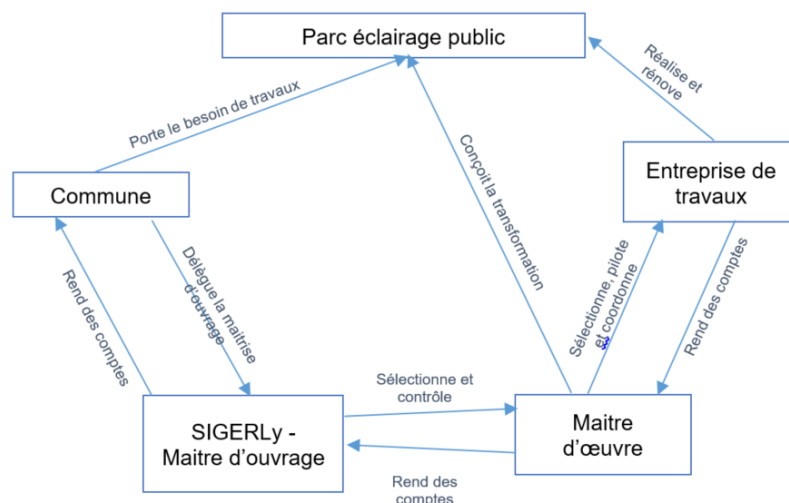 Parc éclairage public
Réalise et
rénove
Porte le besoin de travaux
Conçoit la transformation
Commune
Entreprise de
travaux
Rend des comptes
Délègue la maitrise
d'ouvrage
Sélectionne, pilote
et coordonne
Rend des comptes
Sélectionne et
contrôle
SIGERLy -
Maitre d'ouvrage
Maitre
d'œuvre
Rend des
comptes